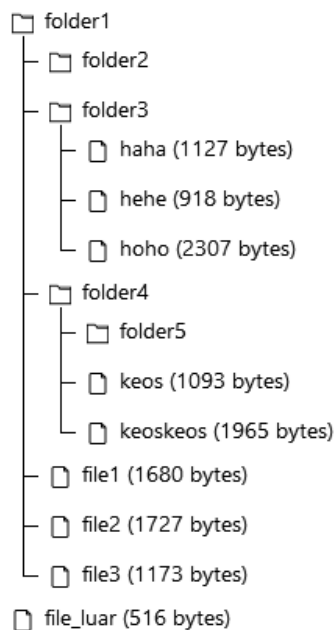 folder1
folder2
folder3
haha (1127 bytes)
hehe (918 bytes)
hoho (2307 bytes)
folder4
folder5
keos (1093 bytes)
keoskeos (1965 bytes)
file1 (1680 bytes)
file2 (1727 bytes)
file3 (1173 bytes)
file_luar (516 bytes)